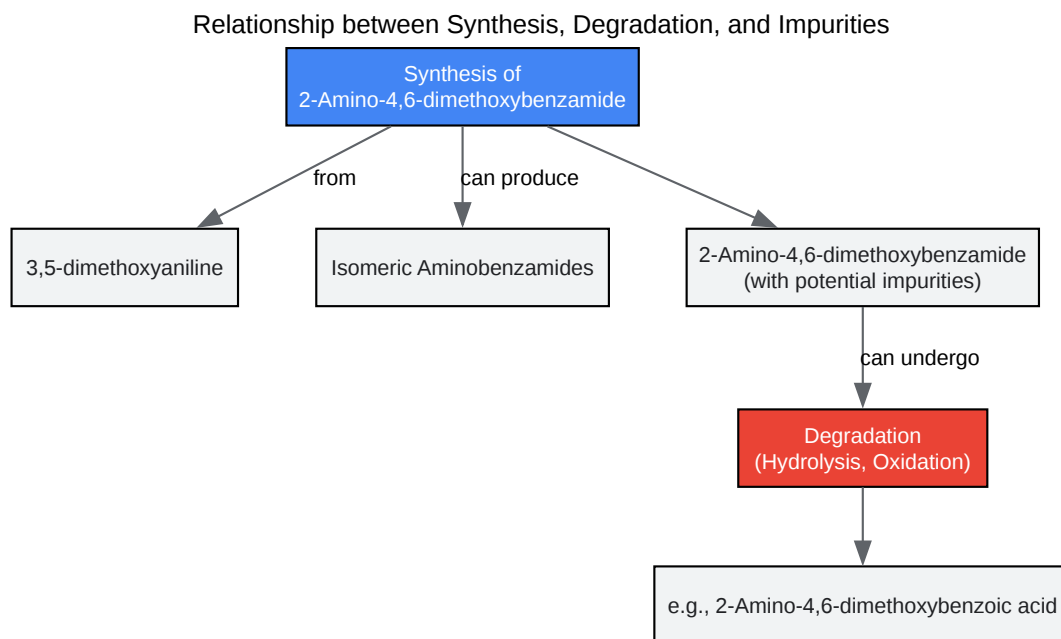 Relationship between Synthesis, Degradation, and Impurities
Synthesis of
2-Amino-4,6-dimethoxybenzamide
from
can produce
3,5-dimethoxyaniline
Isomeric Aminobenzamides
2-Amino-4,6-dimethoxybenzamide
(with potential impurities)
can undergo
Degradation
(Hydrolysis, Oxidation)
e.g., 2-Amino-4,6-dimethoxybenzoic acid